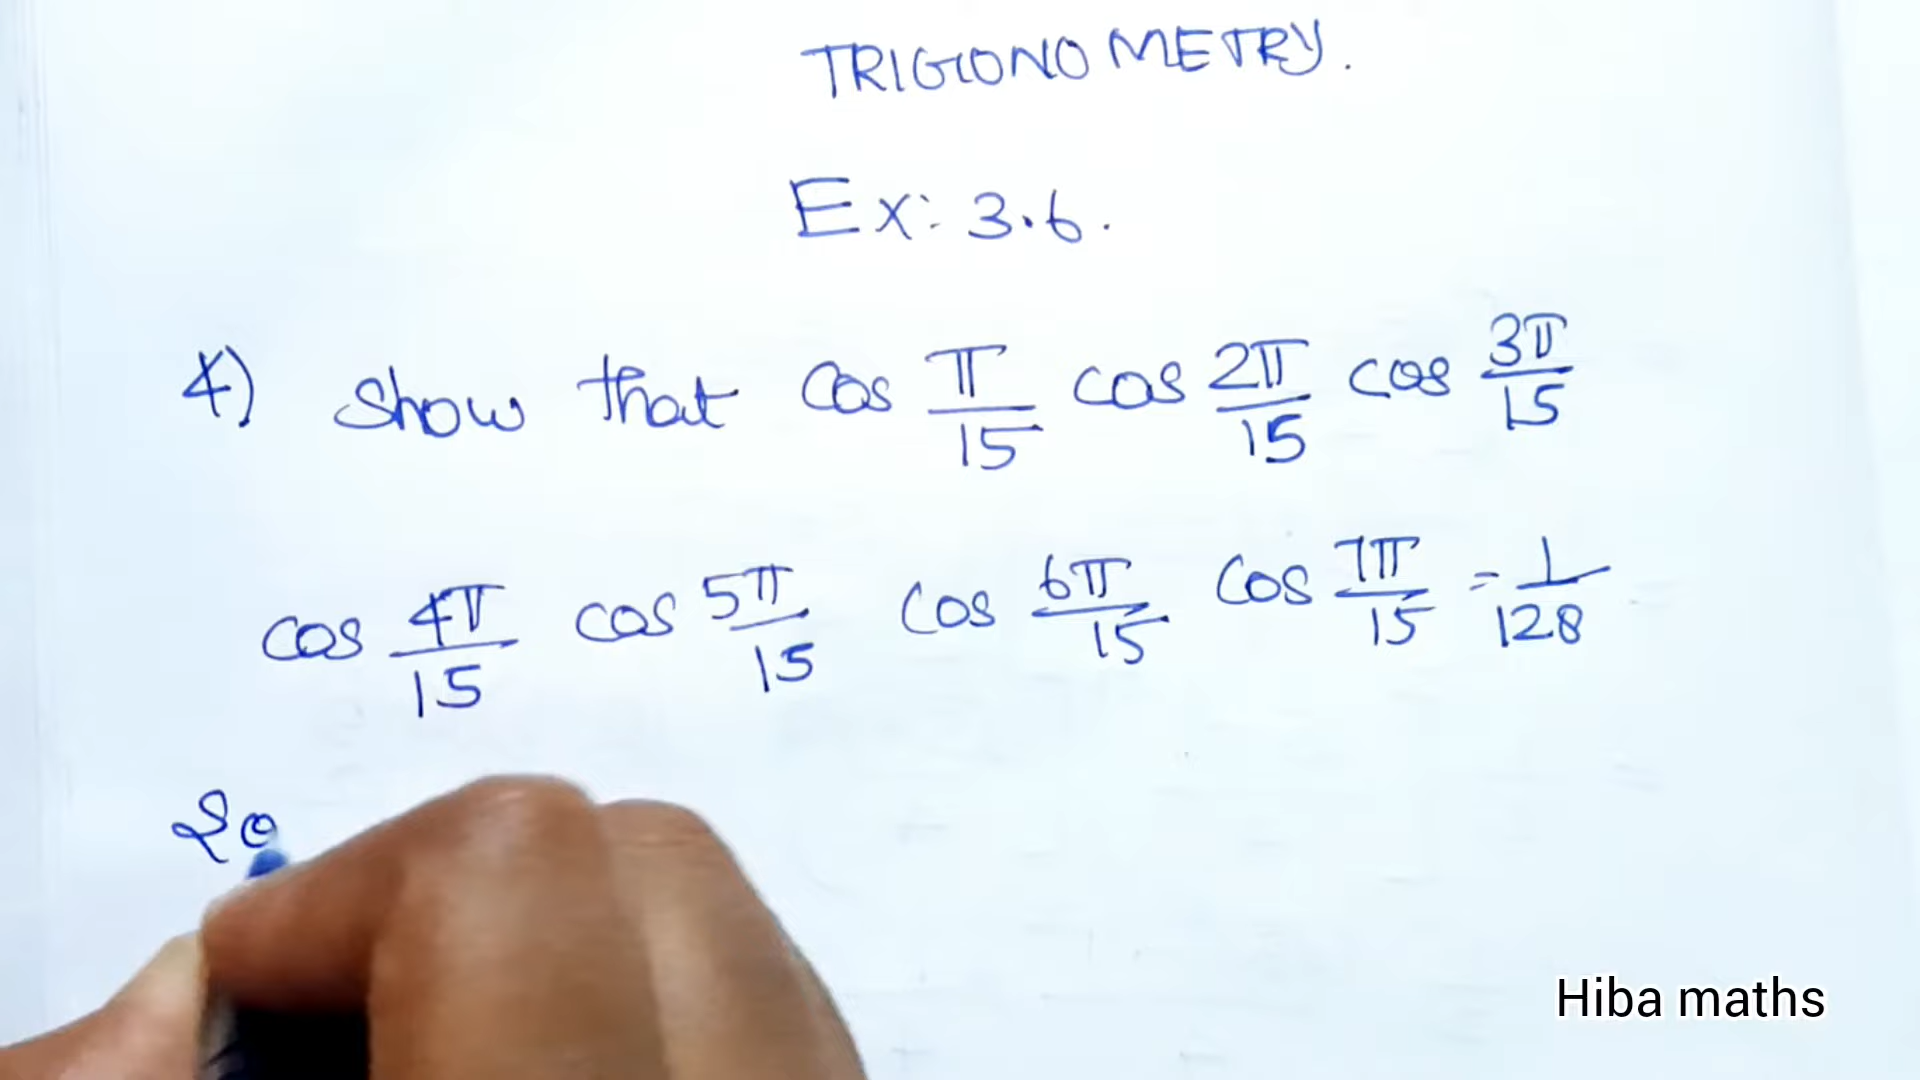 TRIGONOMETRY.
Ex: 3.6.
4) Show that cos π/15 cos 2π/15 cos 3π/15
cos 4π/15 cos 5π/15 cos 6π/15 cos 7π/15 = 1/128
So
Hiba maths